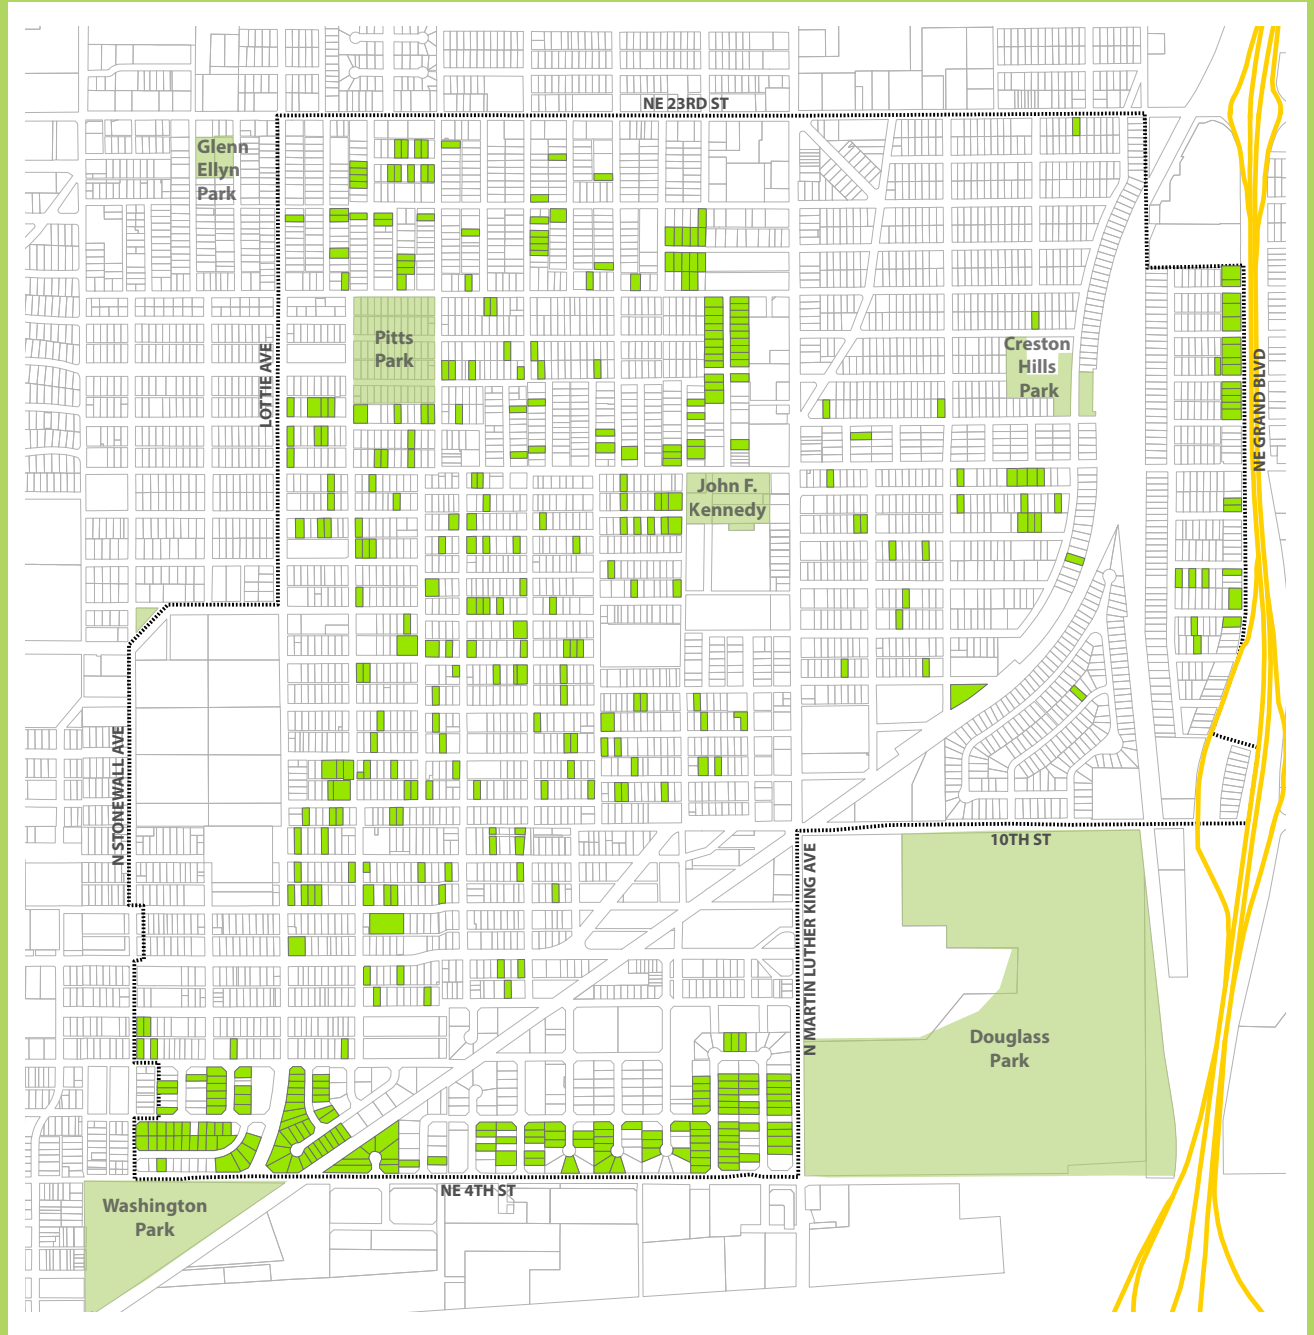 NE 23RD ST
Glenn
Ellyn
Park
Pitts
Park
Creston
Hills
Park
LOTTIE AVE
NE GRAND BLVD
John F.
Kennedy
N STONEWALL AVE
10TH ST
N MARTIN LUTHER KING AVE
Douglass
Park
NE 4TH ST
Washington
Park